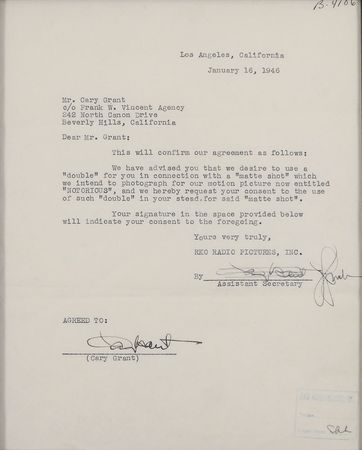 B-4106
Los Angeles, California
January 16, 1946
Mr. Cary Grant
c/o Frank W. Vincent Agency
242 North Canon Drive
Beverly Hills, California
Dear Mr. Grant:
This will confirm our agreement as follows:
We have advised you that we desire to use a
"double" for you in connection with a "matte shot" which
we intend to photograph for our motion picture now entitled
"NOTORIOUS", and we hereby request your consent to the use
of such "double" in your stead for said "matte shot".
Your signature in the space provided below
will indicate your consent to the foregoing.
Yours very truly,
RKO RADIO PICTURES, INC.
By
Assistant Secretary
AGREED TO:
Cary Grant
(Cary Grant)